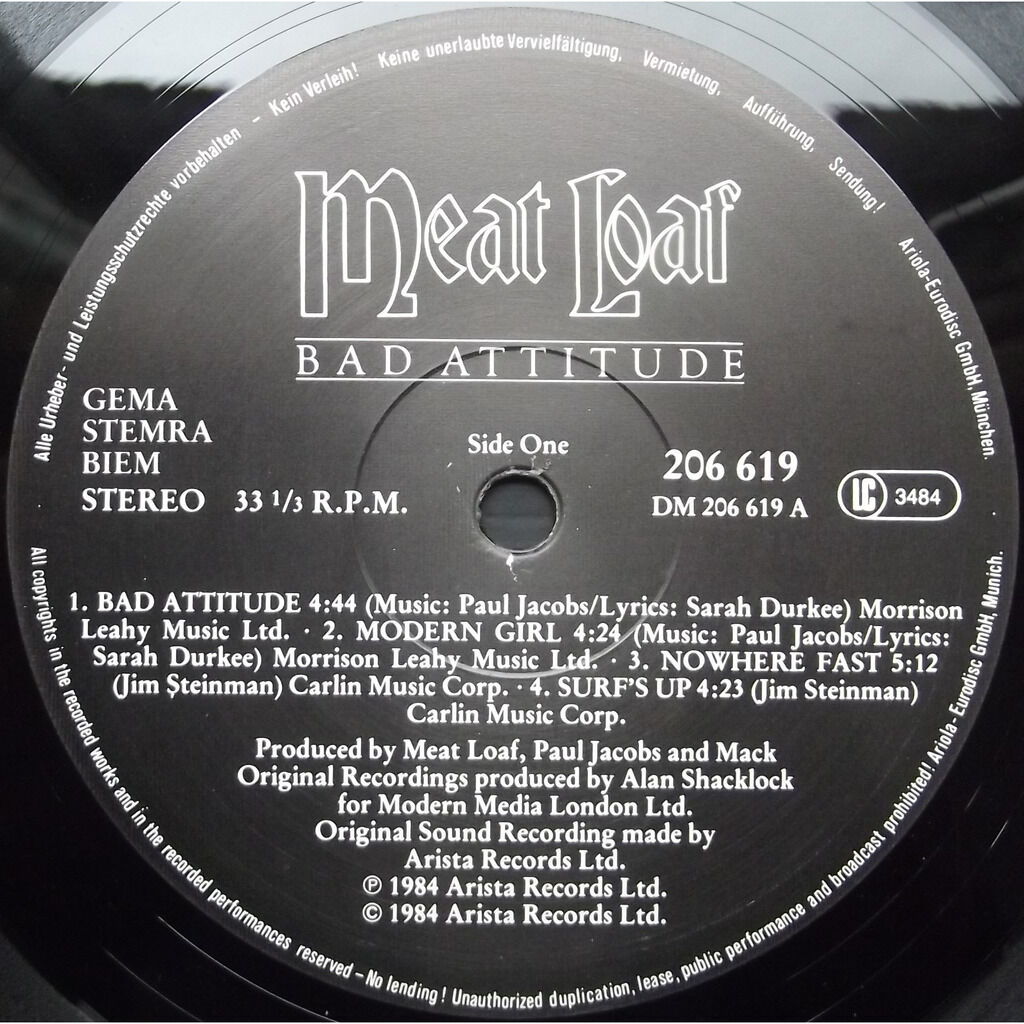 Alle Urheber- und Leistungsschutzrechte vorbehalten - Kein Verleih! Keine unerlaubte Vervielfältigung, Vermietung, Aufführung, Sendung! Ariola-Eurodisc GmbH, München.
Meat Loaf
BAD ATTITUDE
GEMA
STEMRA
BIEM
STEREO 33 1/3 R.P.M.
Side One
206 619
DM 206 619 A
LC 3484
1. BAD ATTITUDE 4:44 (Music: Paul Jacobs/Lyrics: Sarah Durkee) Morrison
Leahy Music Ltd. · 2. MODERN GIRL 4:24 (Music: Paul Jacobs/Lyrics:
Sarah Durkee) Morrison Leahy Music Ltd. · 3. NOWHERE FAST 5:12
(Jim Steinman) Carlin Music Corp. · 4. SURF'S UP 4:23 (Jim Steinman)
Carlin Music Corp.
Produced by Meat Loaf, Paul Jacobs and Mack
Original Recordings produced by Alan Shacklock
for Modern Media London Ltd.
Original Sound Recording made by
Arista Records Ltd.
℗ 1984 Arista Records Ltd.
© 1984 Arista Records Ltd.
All copyrights in the recorded works and in the recorded performances reserved - No lending! Unauthorized duplication, lease, public performance and broadcast prohibited! Ariola-Eurodisc GmbH, Munich.